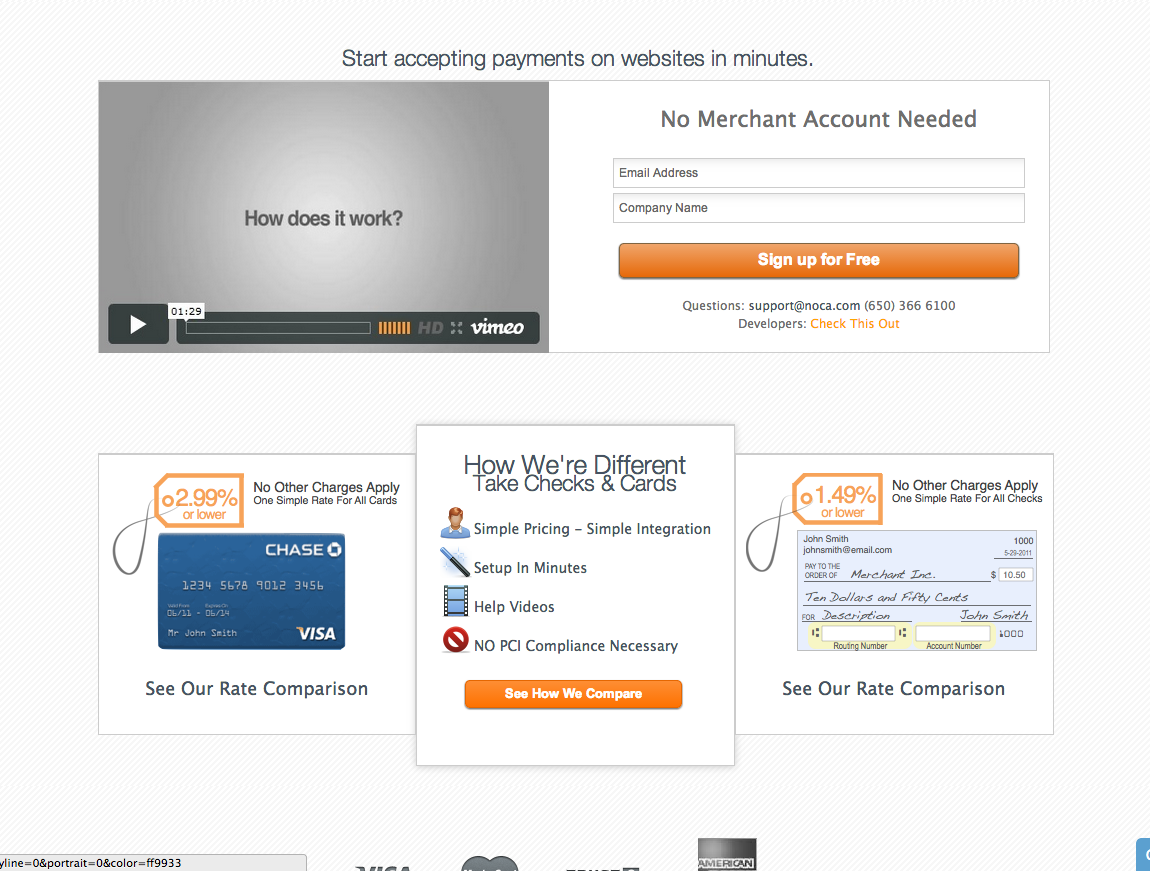 Start accepting payments on websites in minutes.
How does it work?
01:29
HD vimeo
No Merchant Account Needed
Email Address
Company Name
Sign up for Free
Questions: support@noca.com (650) 366 6100
Developers: Check This Out
2.99%
or lower
No Other Charges Apply
One Simple Rate For All Cards
CHASE
1234 5678 9012 3456
Valid From Expires On
06/11 - 06/14
Mr John Smith
VISA
See Our Rate Comparison
How We're Different
Take Checks & Cards
Simple Pricing – Simple Integration
Setup In Minutes
Help Videos
NO PCI Compliance Necessary
See How We Compare
1.49%
or lower
No Other Charges Apply
One Simple Rate For All Checks
John Smith
1000
johnsmith@email.com
5-29-2011
PAY TO THE
ORDER OF Merchant Inc. $ 10.50
Ten Dollars and Fifty Cents
FOR Description John Smith
1000
Routing Number Account Number
See Our Rate Comparison
yline=0&portrait=0&color=ff9933
VISA
AMERICAN